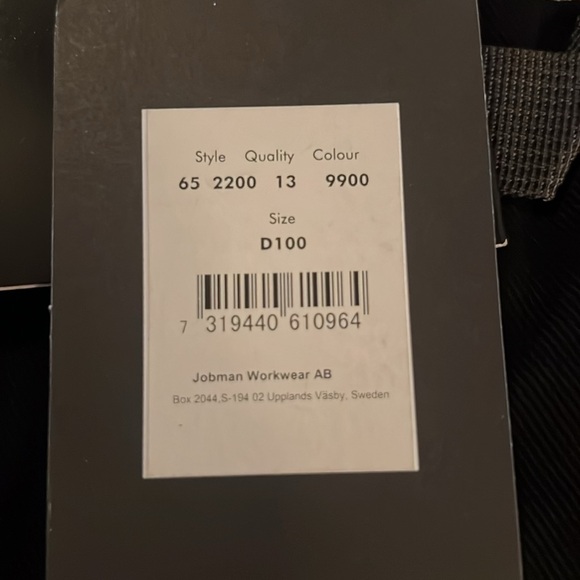 Style Quality Colour
65 2200 13 9900
Size
D100
7 319440 610964
Jobman Workwear AB
Box 2044,S-194 02 Upplands Väsby, Sweden